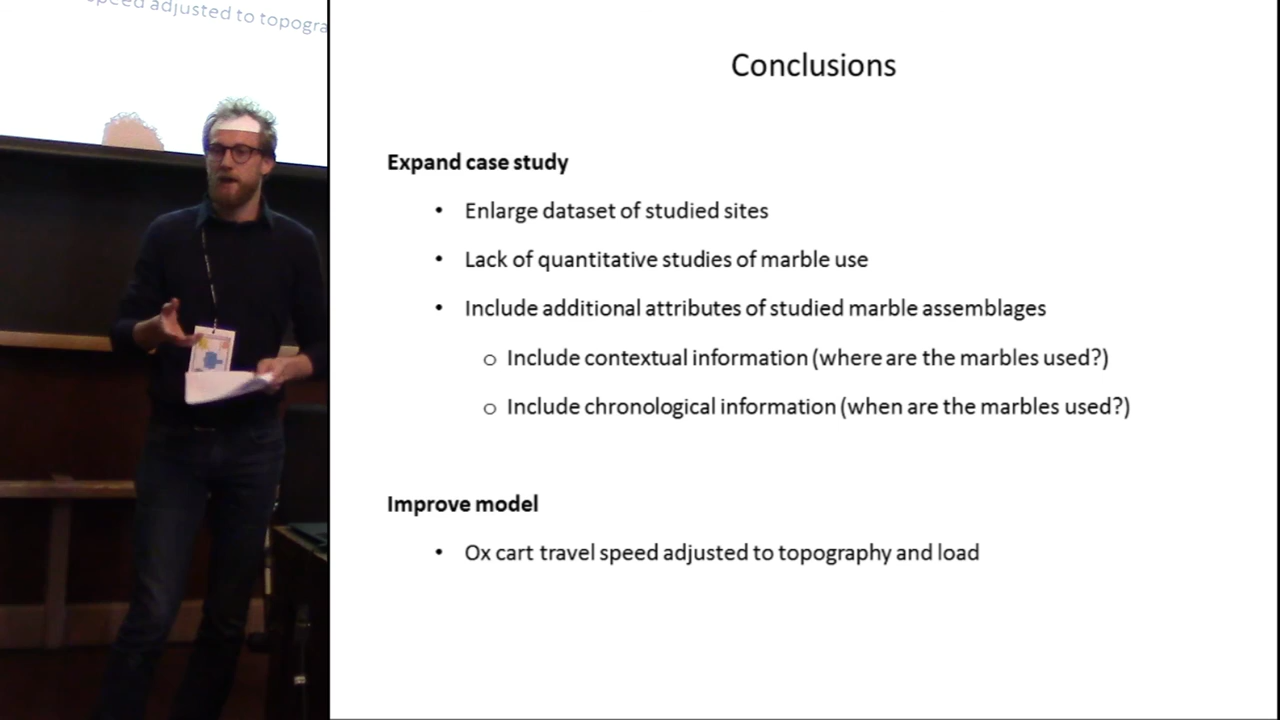 speed adjusted to topogra
Conclusions
Expand case study
• Enlarge dataset of studied sites
• Lack of quantitative studies of marble use
• Include additional attributes of studied marble assemblages
o Include contextual information (where are the marbles used?)
o Include chronological information (when are the marbles used?)
Improve model
• Ox cart travel speed adjusted to topography and load